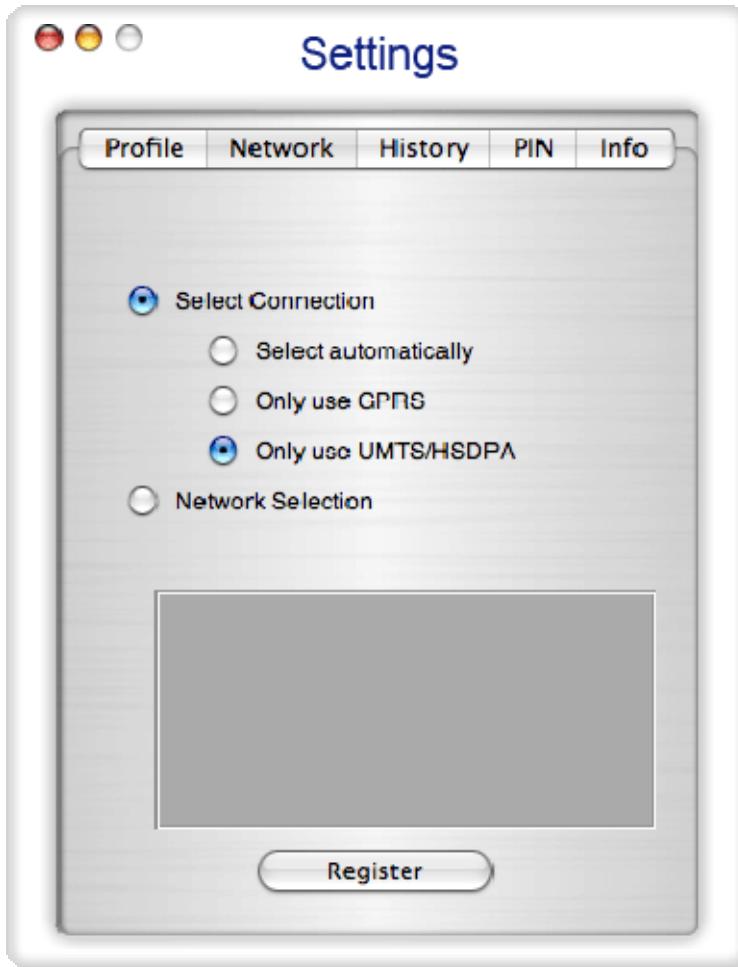 Settings
Profile Network History PIN Info
Select Connection
Select automatically
Only use GPRS
Only use UMTS/HSDPA
Network Selection
Register